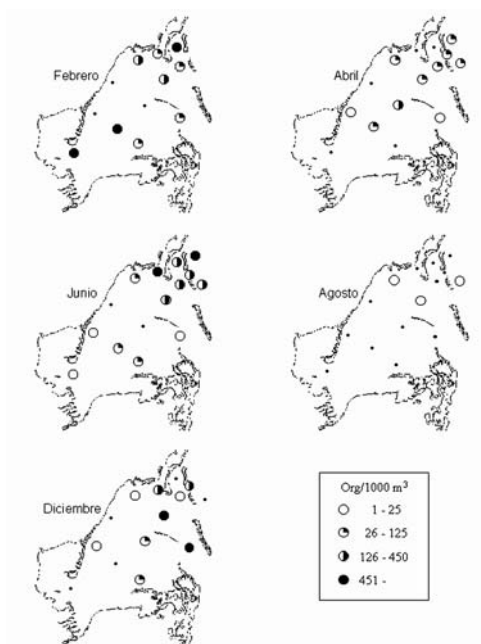 Febrero
Abril
Junio
Agosto
Diciembre
Org/1000 m³
1 - 25
26 - 125
126 - 450
451 -